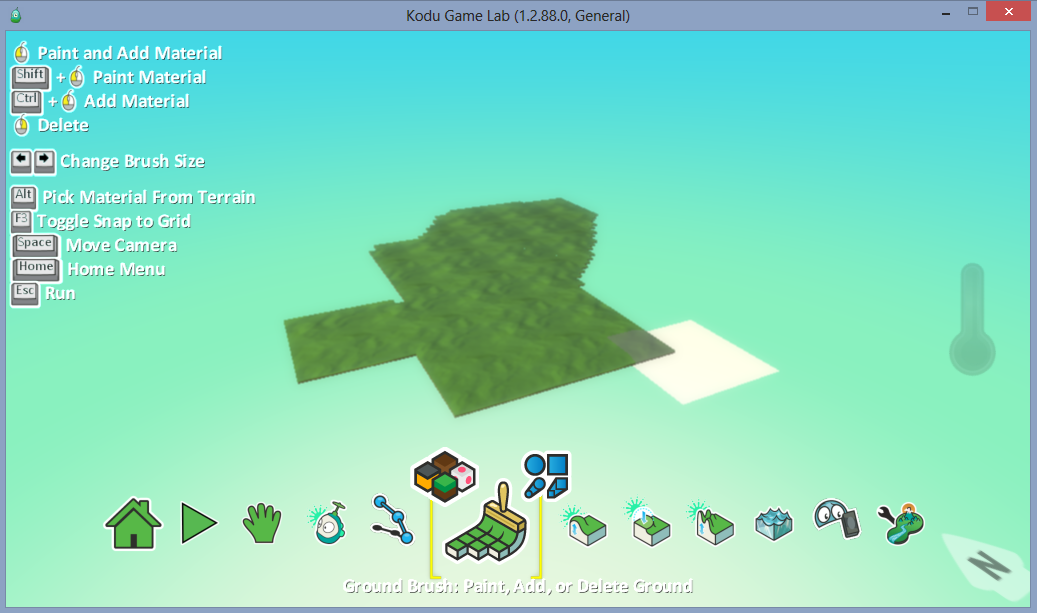 Kodu Game Lab (1.2.88.0, General)
Paint and Add Material
Shift + Paint Material
Ctrl + Add Material
Delete
Change Brush Size
Alt Pick Material From Terrain
F3 Toggle Snap to Grid
Space Move Camera
Home Home Menu
Esc Run
Ground Brush: Paint, Add, or Delete Ground
N